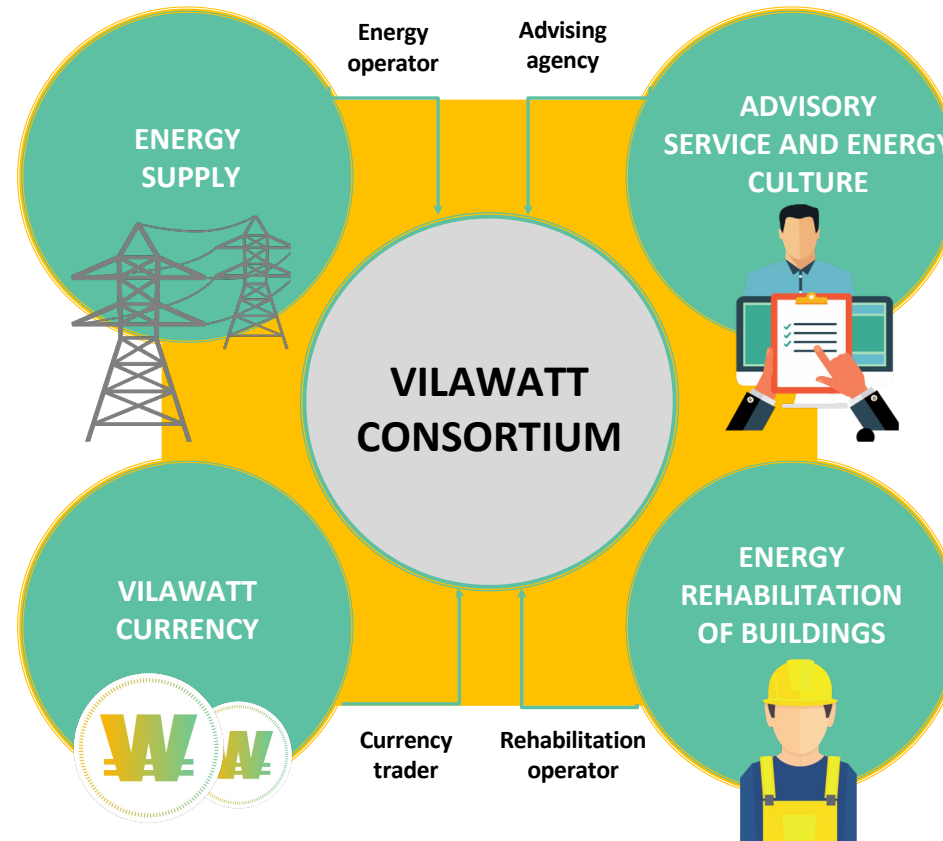 Energy
operator
Advising
agency
ENERGY
SUPPLY
ADVISORY
SERVICE AND ENERGY
CULTURE
VILAWATT
CONSORTIUM
VILAWATT
CURRENCY
ENERGY
REHABILITATION
OF BUILDINGS
Currency
trader
Rehabilitation
operator